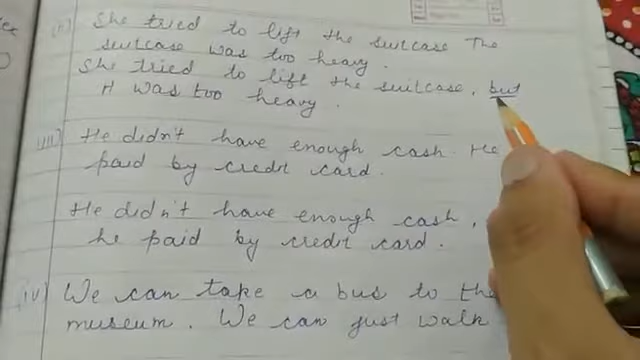 (ii) She tried to lift the suitcase The
suitcase was too heavy.
She tried to lift the suitcase, but
it was too heavy.
(iii) He didn't have enough cash. He
paid by credit card.
He didn't have enough cash,
he paid by credit card.
(iv) We can take a bus to the
museum. We can just walk